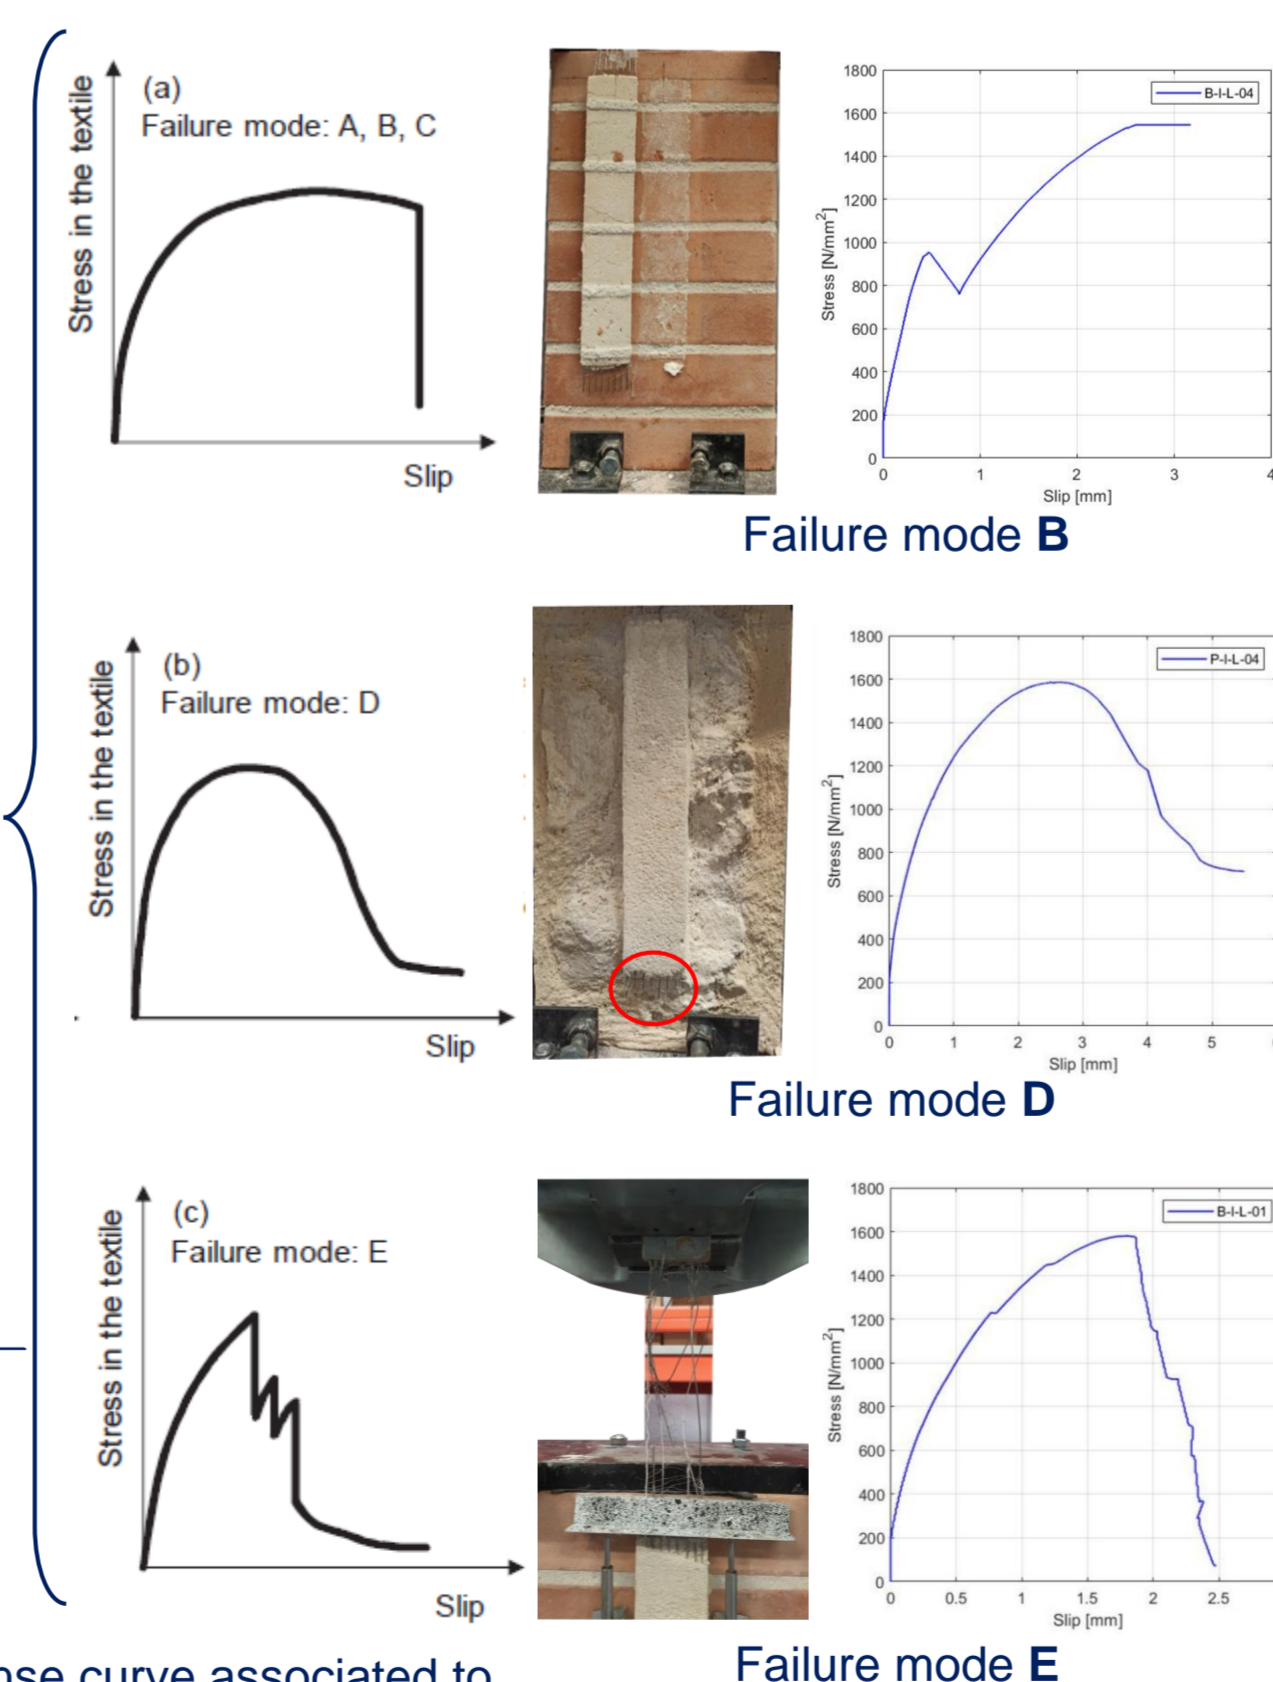 (a)
Failure mode: A, B, C
Stress in the textile
Slip
1800
1600
1400
1200
1000
800
600
400
200
0
Stress [N/mm²]
B-I-L-04
0 1 2 3 4
Slip [mm]
Failure mode B
(b)
Failure mode: D
Stress in the textile
Slip
1800
1600
1400
1200
1000
800
600
400
200
0
Stress [N/mm²]
P-I-L-04
0 1 2 3 4 5
Slip [mm]
Failure mode D
(c)
Failure mode: E
Stress in the textile
Slip
1800
1600
1400
1200
1000
800
600
400
200
0
Stress [N/mm²]
B-I-L-01
0 0.5 1 1.5 2 2.5
Slip [mm]
Failure mode E
nse curve associated to